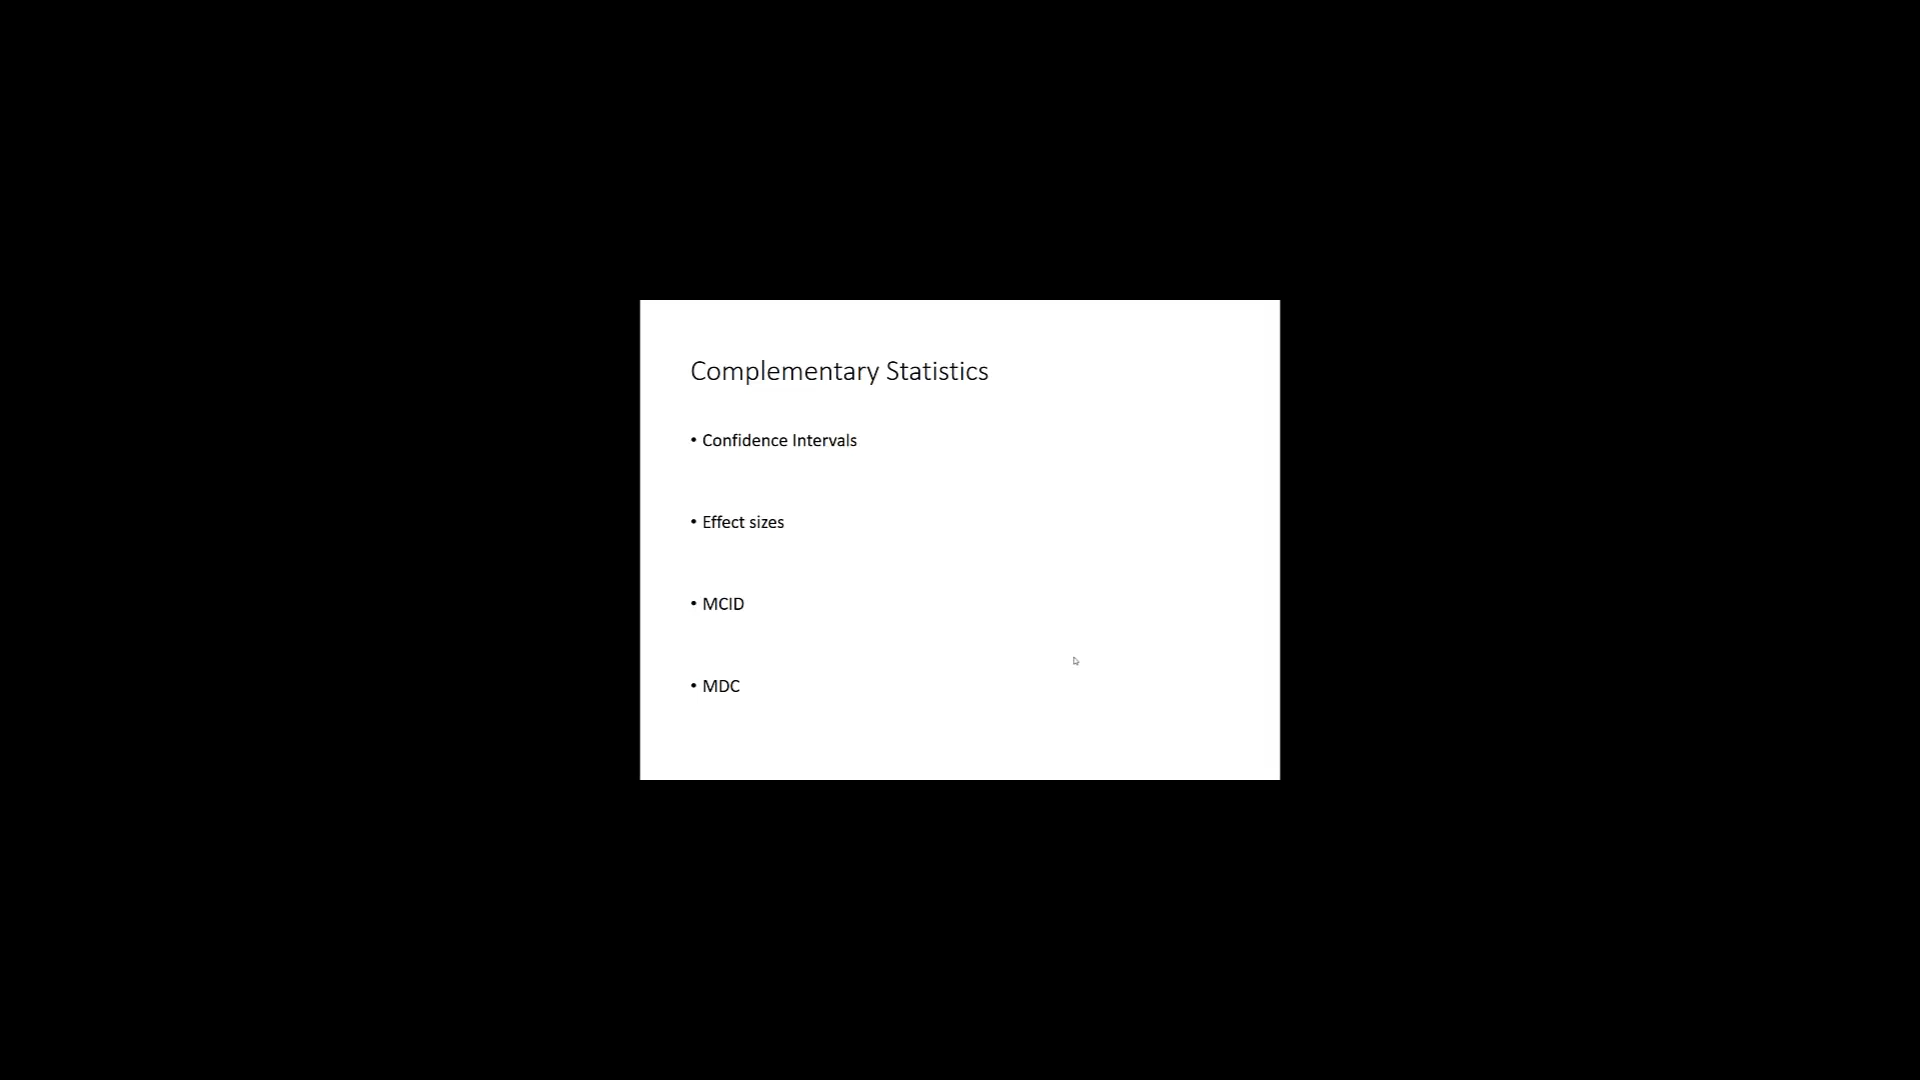 Complementary Statistics
• Confidence Intervals
• Effect sizes
• MCID
• MDC